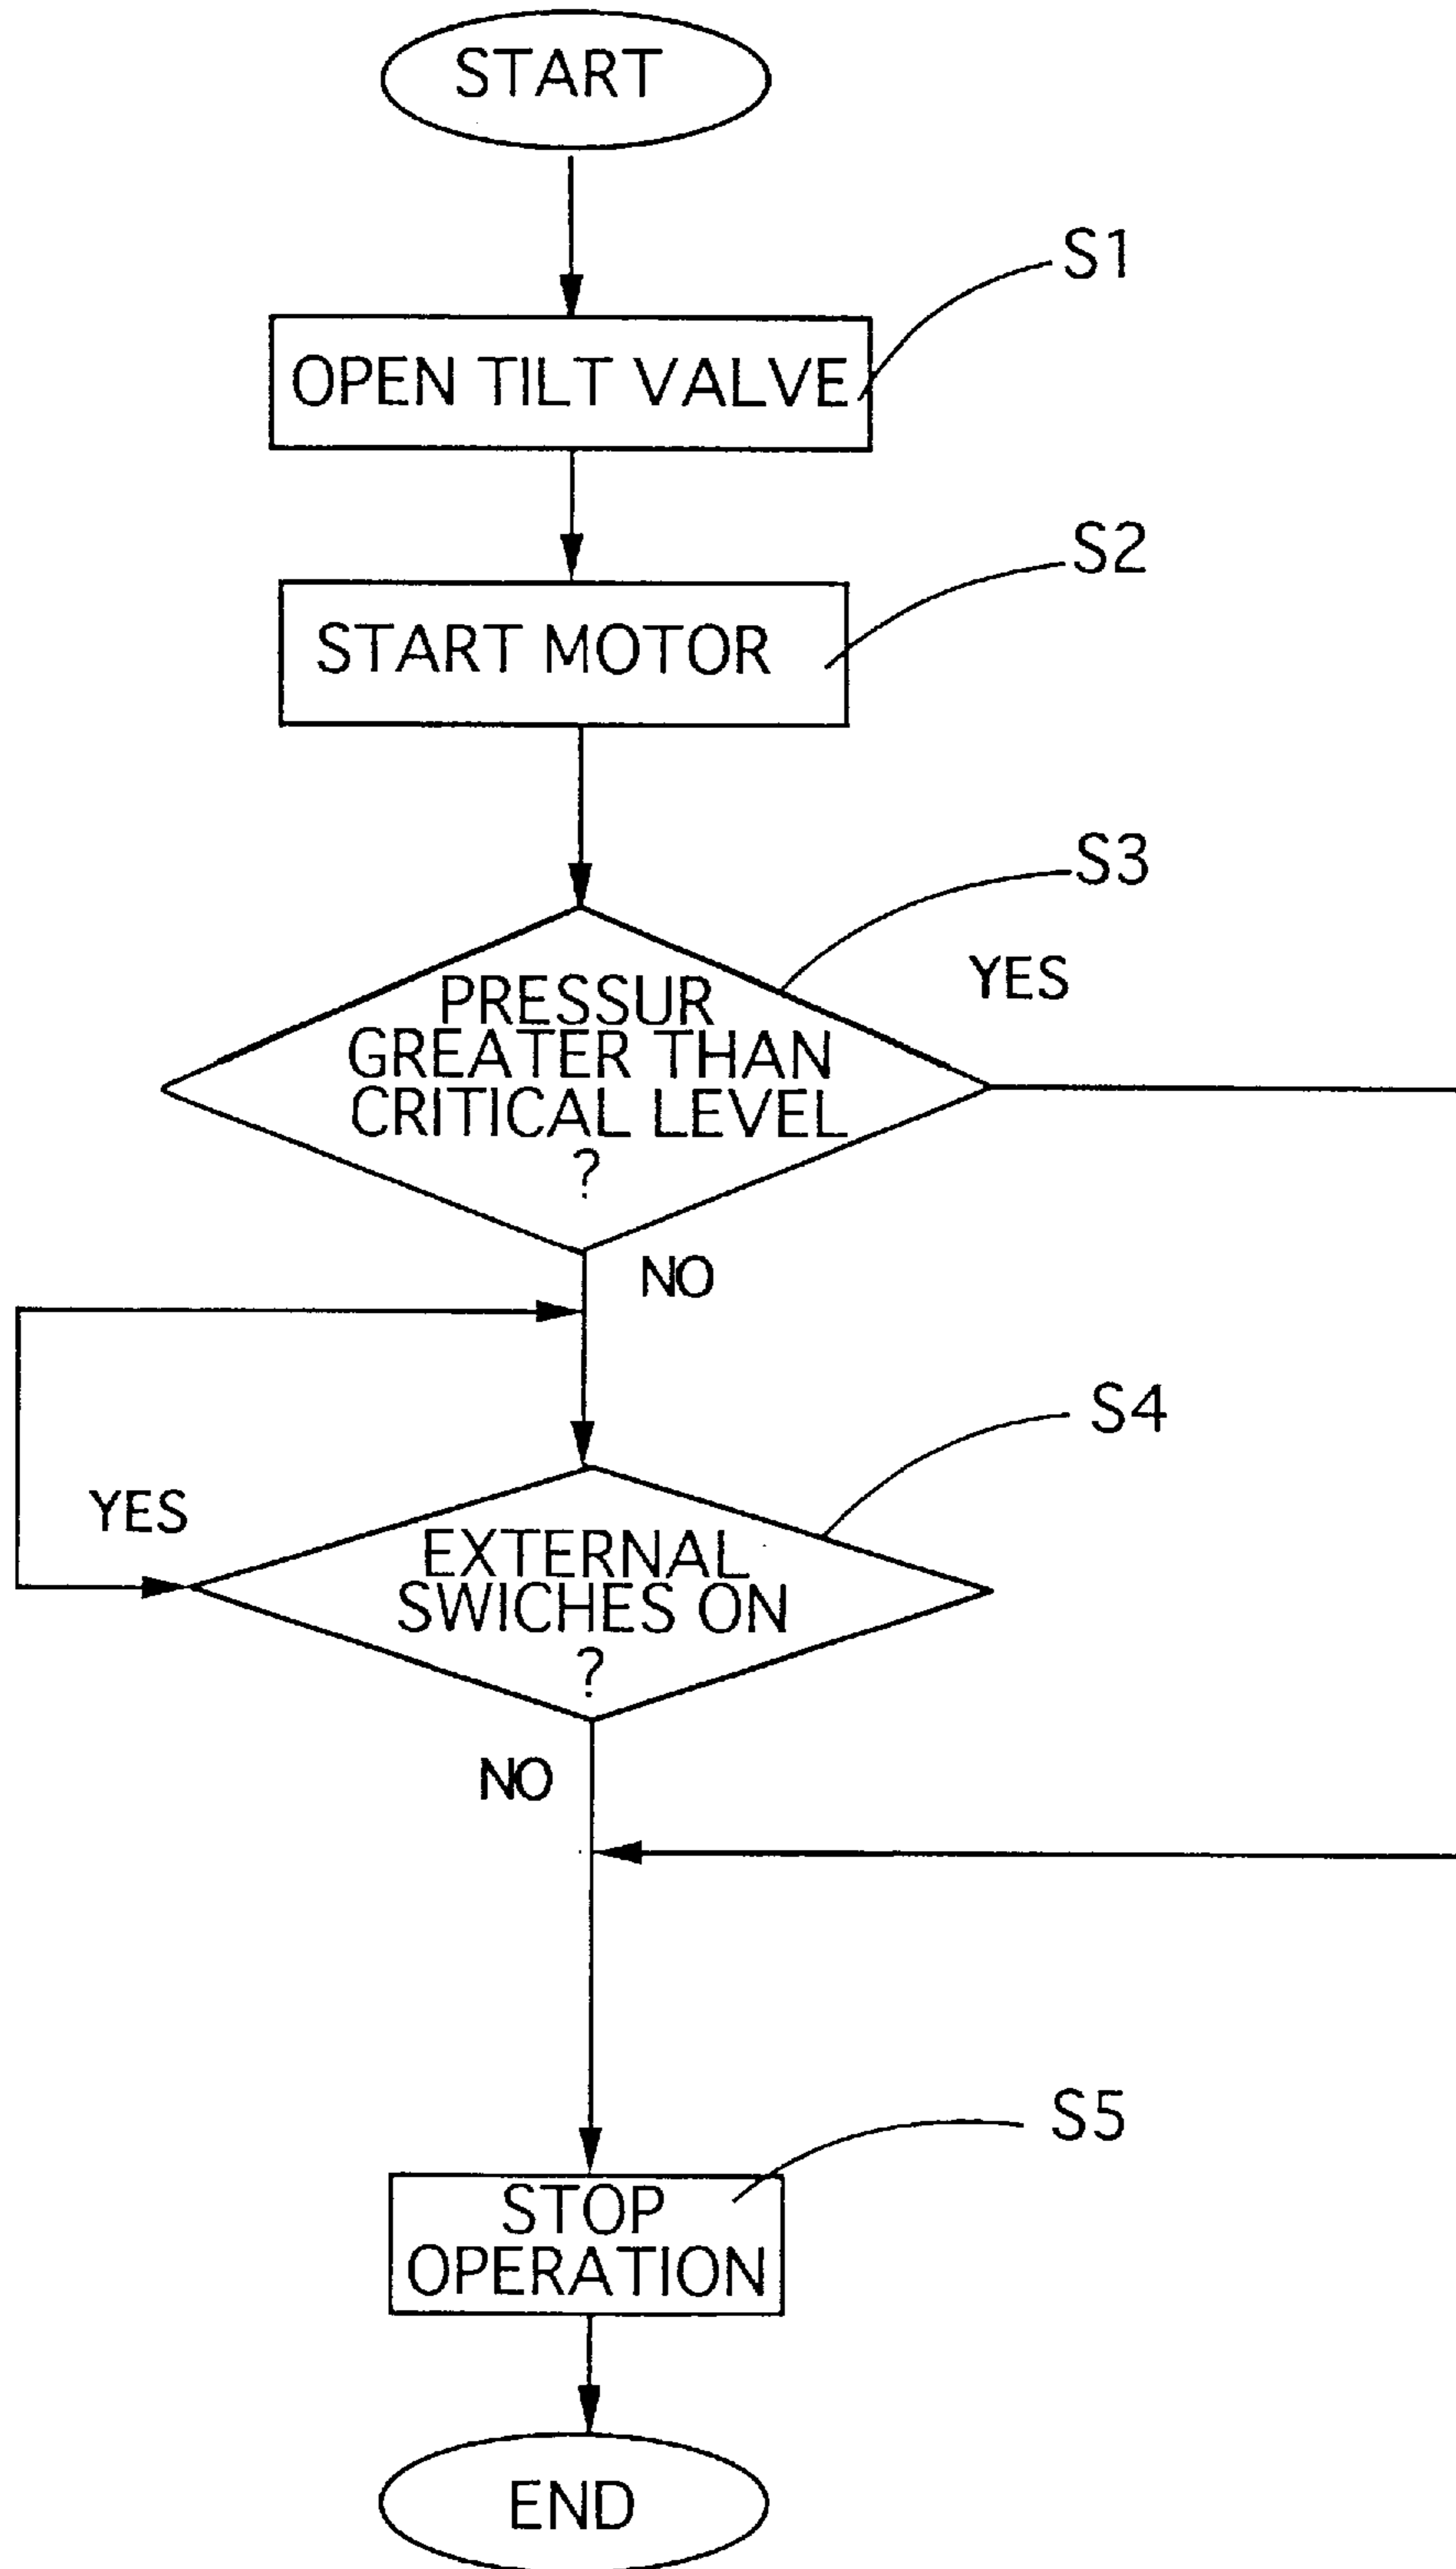 START
S1
OPEN TILT VALVE
S2
START MOTOR
S3
YES
PRESSUR
GREATER THAN
CRITICAL LEVEL
?
NO
S4
YES
EXTERNAL
SWICHES ON
?
NO
S5
STOP
OPERATION
END